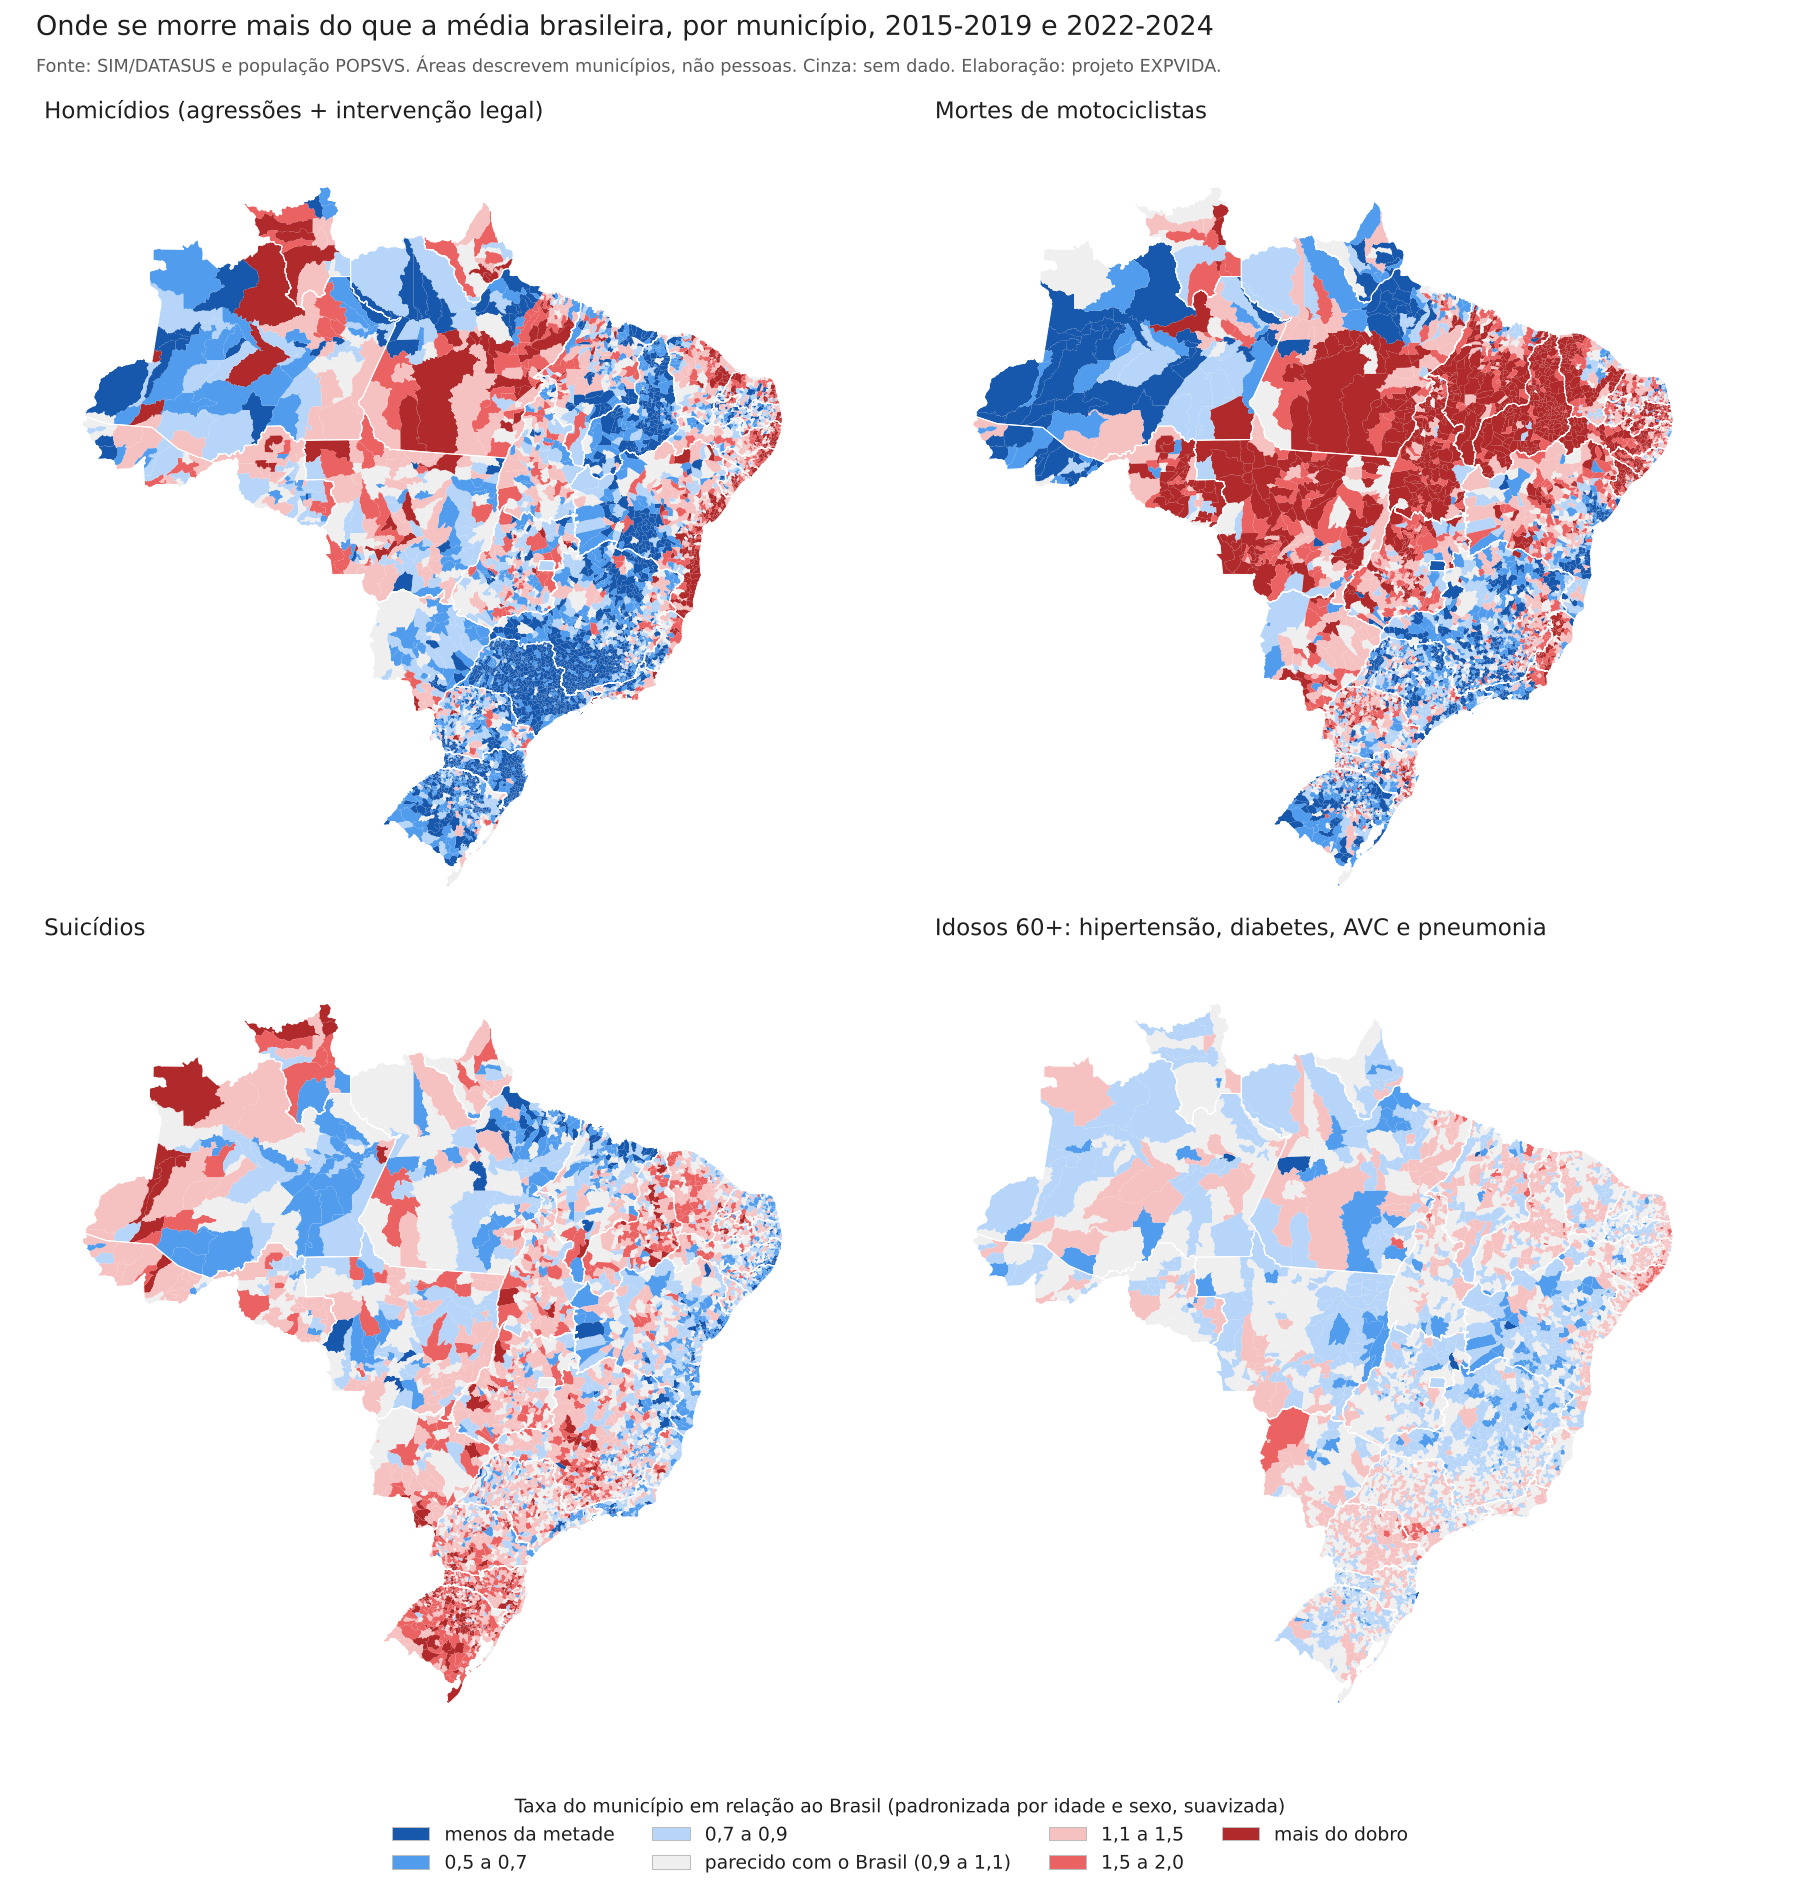 Onde se morre mais do que a média brasileira, por município, 2015-2019 e 2022-2024
Fonte: SIM/DATASUS e população POPSVS. Áreas descrevem municípios, não pessoas. Cinza: sem dado. Elaboração: projeto EXPVIDA.
Homicídios (agressões + intervenção legal)
Mortes de motociclistas
Suicídios
Idosos 60+: hipertensão, diabetes, AVC e pneumonia
Taxa do município em relação ao Brasil (padronizada por idade e sexo, suavizada)
menos da metade
0,5 a 0,7
0,7 a 0,9
parecido com o Brasil (0,9 a 1,1)
1,1 a 1,5
1,5 a 2,0
mais do dobro